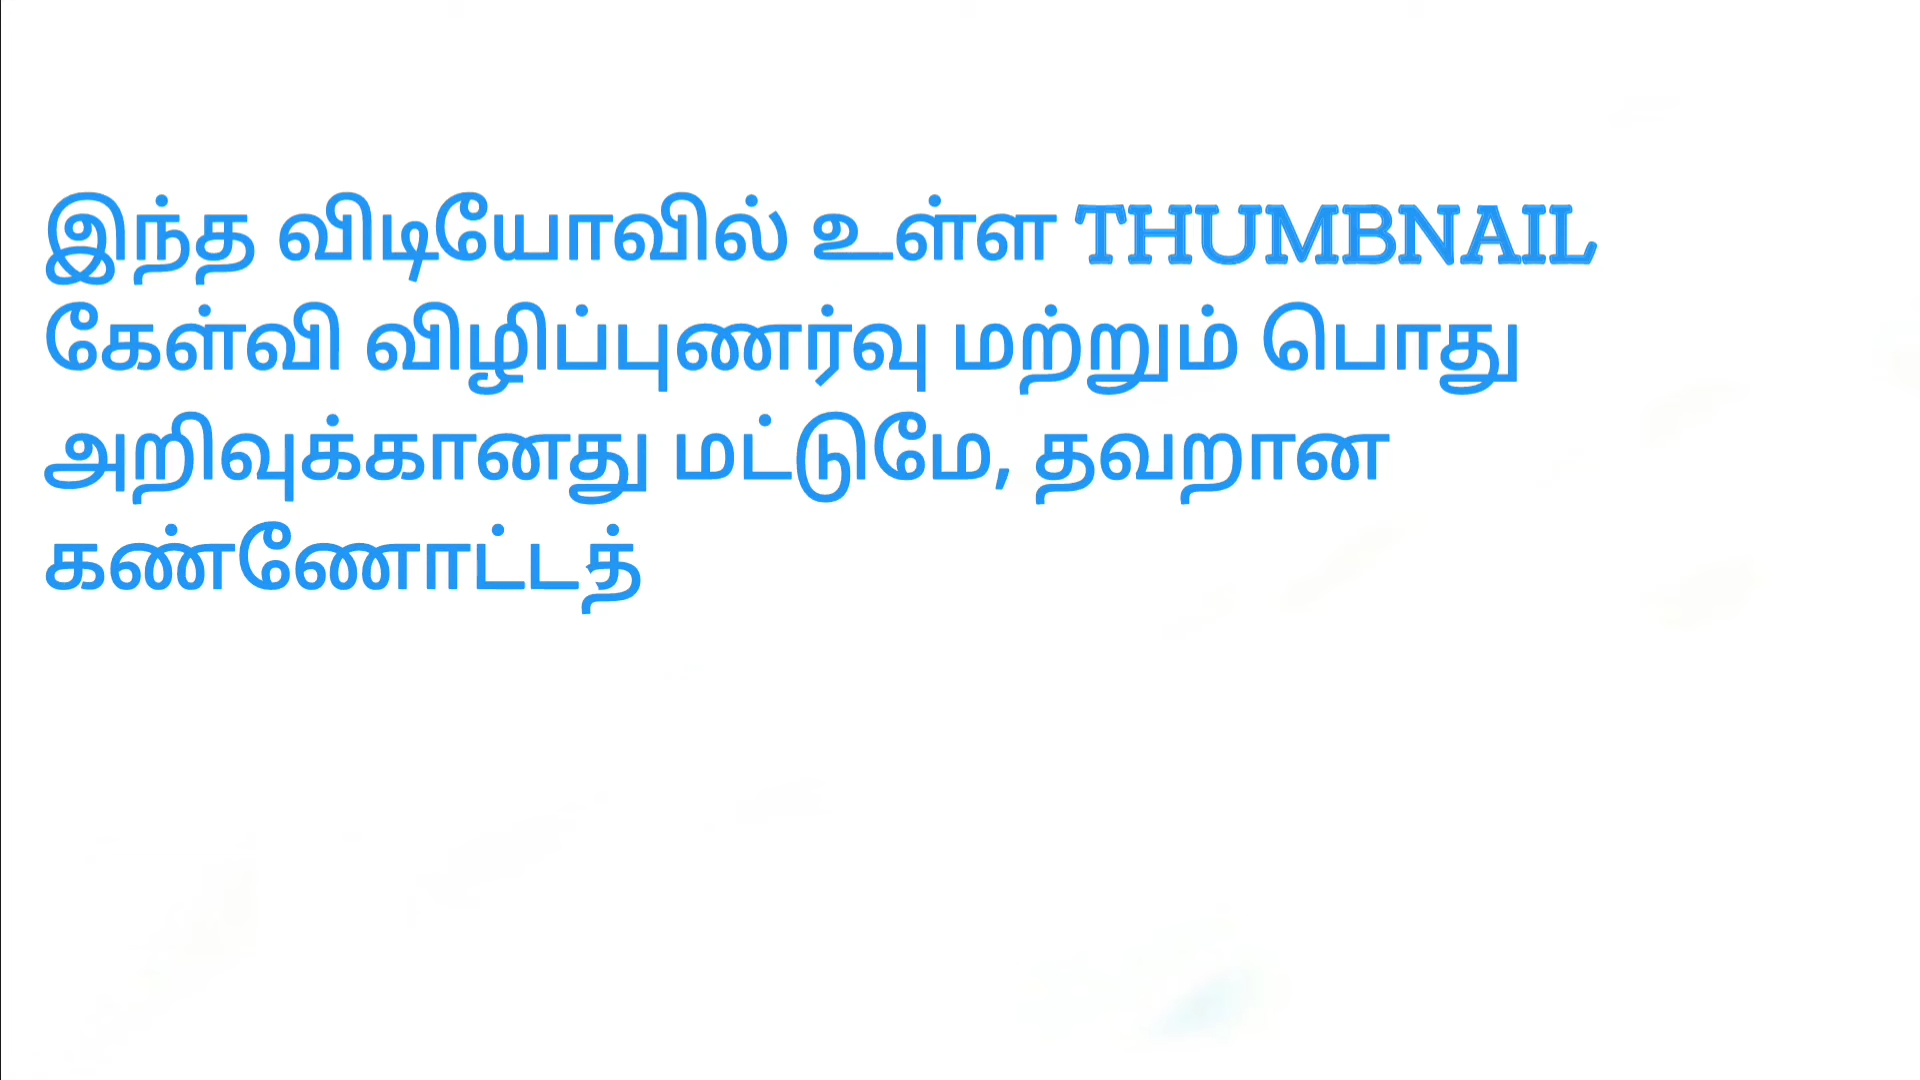 இந்த விடியோவில் உள்ள THUMBNAIL
கேள்வி விழிப்புணர்வு மற்றும் பொது
அறிவுக்கானது மட்டுமே, தவறான
கண்ணோட்டத்